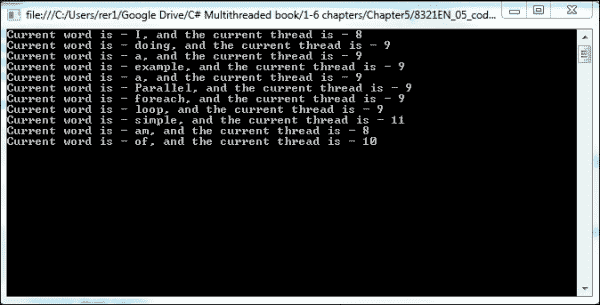 file:///C:/Users/rer1/Google Drive/C# Multithreaded book/1-6 chapters/Chapter5/8321EN_05_cod...
Current word is - I, and the current thread is - 8
Current word is - doing, and the current thread is - 9
Current word is - a, and the current thread is - 9
Current word is - example, and the current thread is - 9
Current word is - a, and the current thread is - 9
Current word is - Parallel, and the current thread is - 9
Current word is - foreach, and the current thread is - 9
Current word is - loop, and the current thread is - 9
Current word is - simple, and the current thread is - 11
Current word is - am, and the current thread is - 8
Current word is - of, and the current thread is - 10